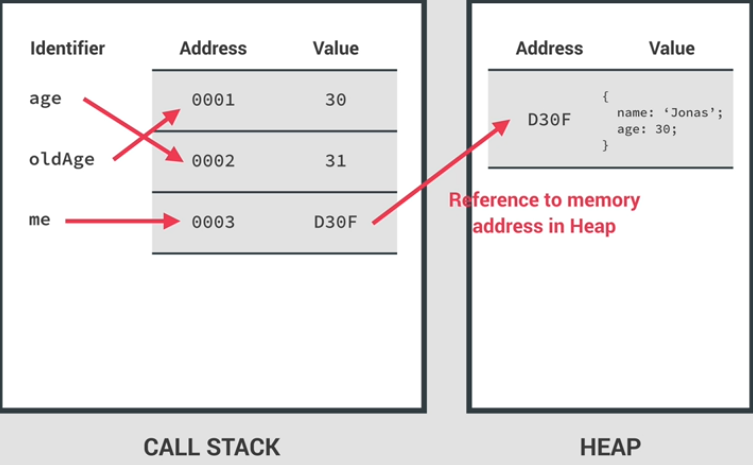 Identifier Address Value
age 0001 30
oldAge 0002 31
me 0003 D30F
CALL STACK
Address Value
D30F
{
name: ‘Jonas’;
age: 30;
}
Reference to memory
address in Heap
HEAP